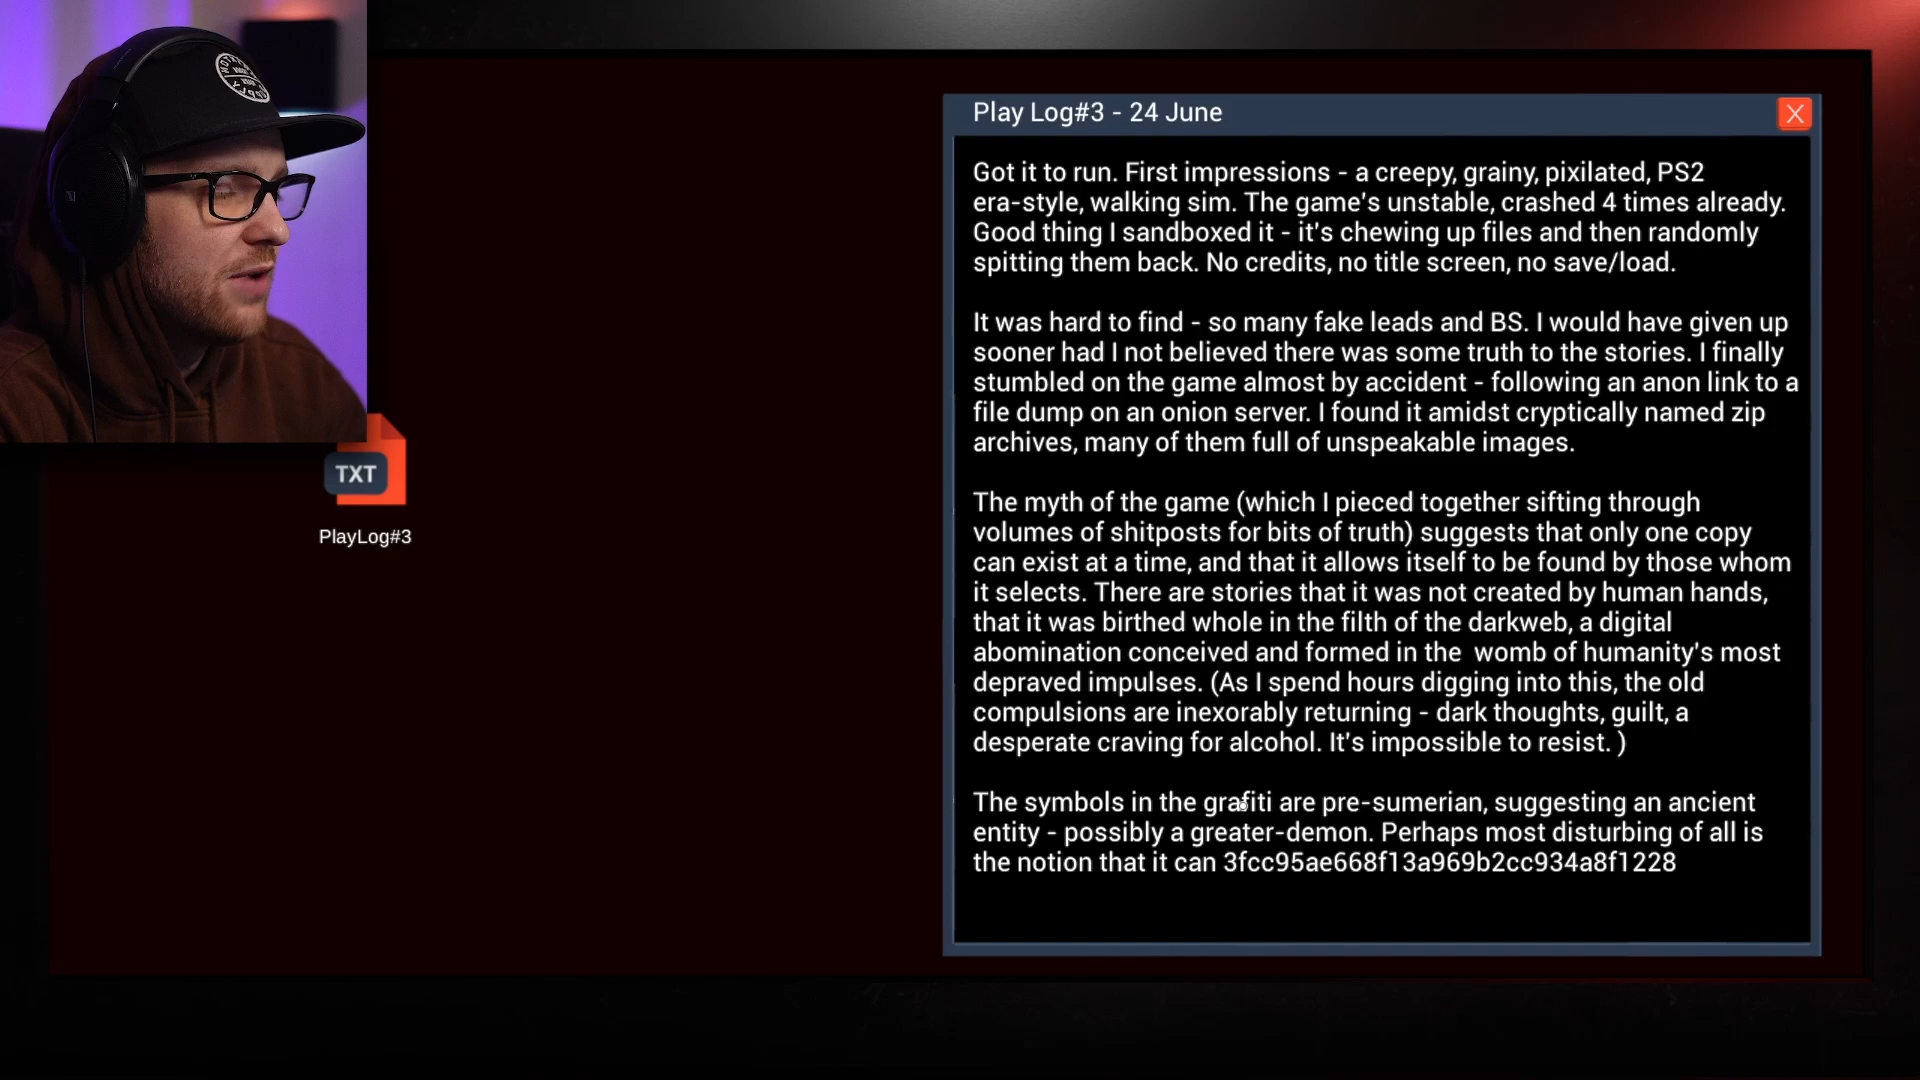 Play Log#3 - 24 June
X
Got it to run. First impressions - a creepy, grainy, pixilated, PS2
era-style, walking sim. The game's unstable, crashed 4 times already.
Good thing I sandboxed it - it's chewing up files and then randomly
spitting them back. No credits, no title screen, no save/load.
It was hard to find - so many fake leads and BS. I would have given up
sooner had I not believed there was some truth to the stories. I finally
stumbled on the game almost by accident - following an anon link to a
file dump on an onion server. I found it amidst cryptically named zip
archives, many of them full of unspeakable images.
The myth of the game (which I pieced together sifting through
volumes of shitposts for bits of truth) suggests that only one copy
can exist at a time, and that it allows itself to be found by those whom
it selects. There are stories that it was not created by human hands,
that it was birthed whole in the filth of the darkweb, a digital
abomination conceived and formed in the  womb of humanity's most
depraved impulses. (As I spend hours digging into this, the old
compulsions are inexorably returning - dark thoughts, guilt, a
desperate craving for alcohol. It's impossible to resist. )
The symbols in the grafiti are pre-sumerian, suggesting an ancient
entity - possibly a greater-demon. Perhaps most disturbing of all is
the notion that it can 3fcc95ae668f13a969b2cc934a8f1228
TXT
PlayLog#3